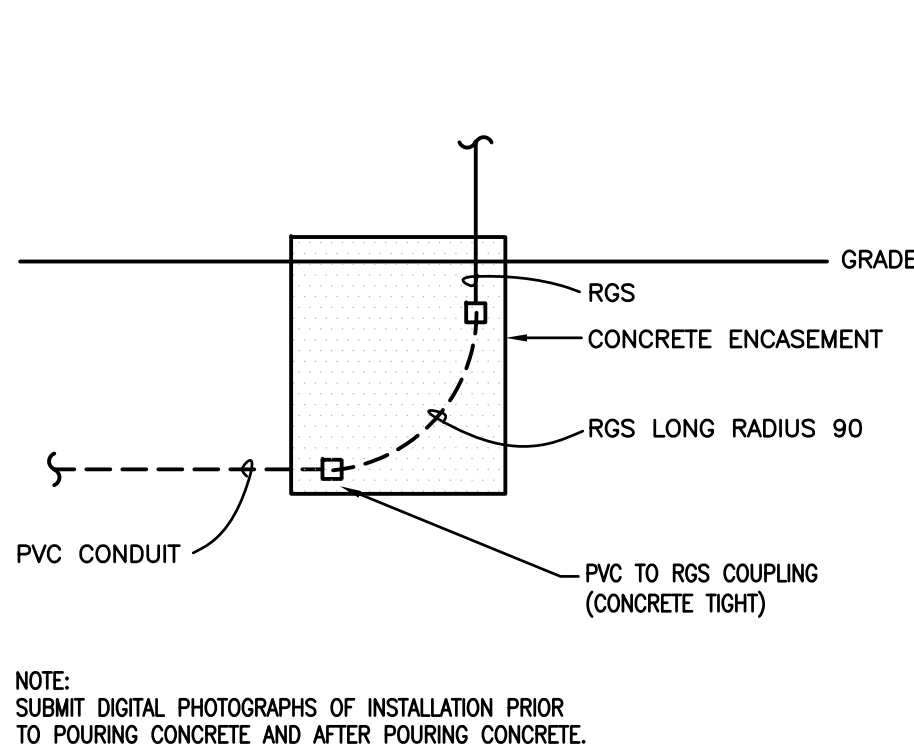 GRADE
RGS
CONCRETE ENCASEMENT
RGS LONG RADIUS 90
PVC CONDUIT
PVC TO RGS COUPLING
(CONCRETE TIGHT)
NOTE:
SUBMIT DIGITAL PHOTOGRAPHS OF INSTALLATION PRIOR
TO POURING CONCRETE AND AFTER POURING CONCRETE.